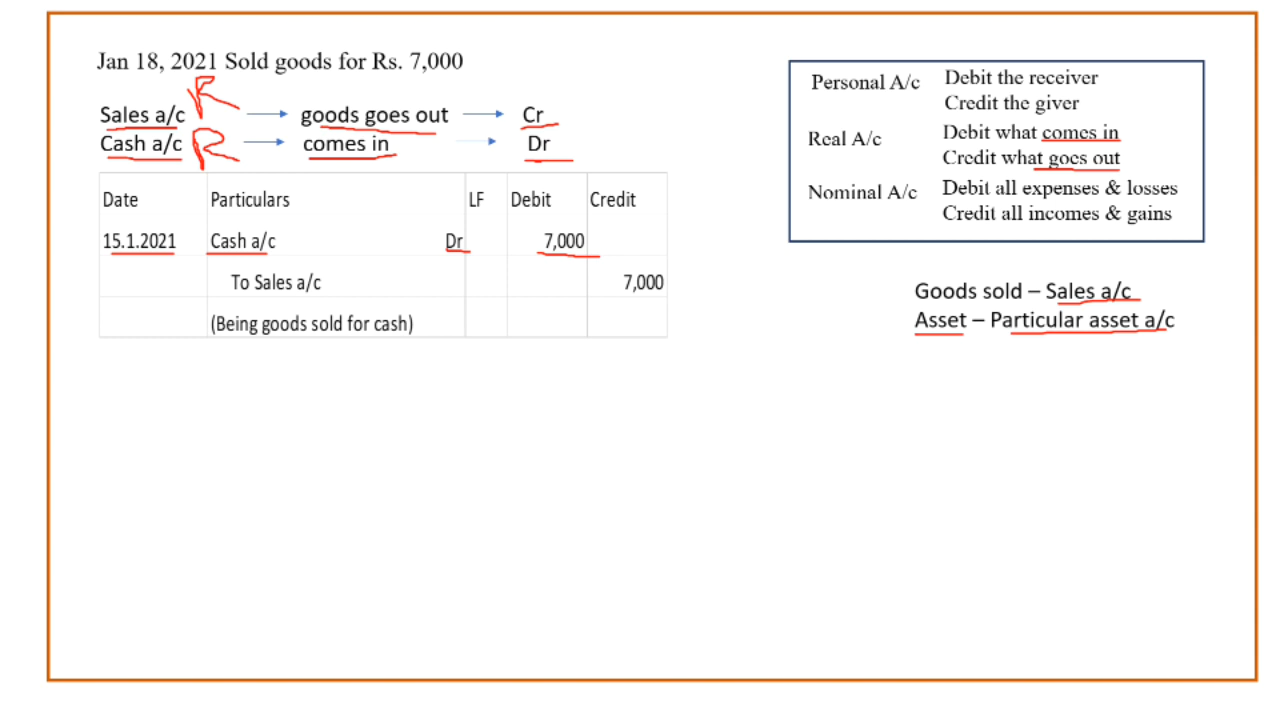 Jan 18, 2021 Sold goods for Rs. 7,000
Sales a/c R → goods goes out → Cr
Cash a/c R → comes in → Dr
Date Particulars LF Debit Credit
15.1.2021 Cash a/c Dr 7,000
To Sales a/c 7,000
(Being goods sold for cash)
Personal A/c Debit the receiver
Credit the giver
Real A/c Debit what comes in
Credit what goes out
Nominal A/c Debit all expenses & losses
Credit all incomes & gains
Goods sold – Sales a/c
Asset – Particular asset a/c